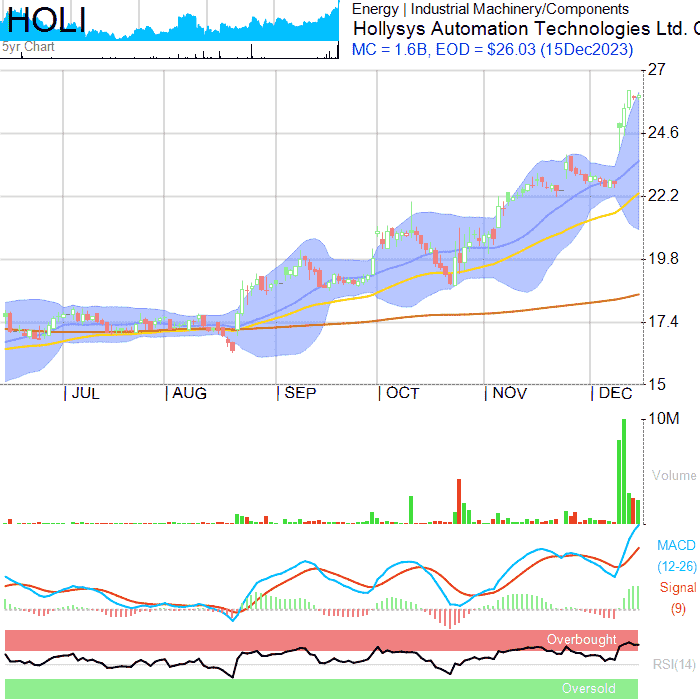 HOLI
5yr Chart
Energy | Industrial Machinery/Components
Hollysys Automation Technologies Ltd. C
MC = 1.6B, EOD = $26.03 (15Dec2023)
27
24.6
22.2
19.8
17.4
15
JUL AUG SEP OCT NOV DEC
10M
Volume
MACD
(12-26)
Signal
(9)
Overbought
RSI(14)
Oversold